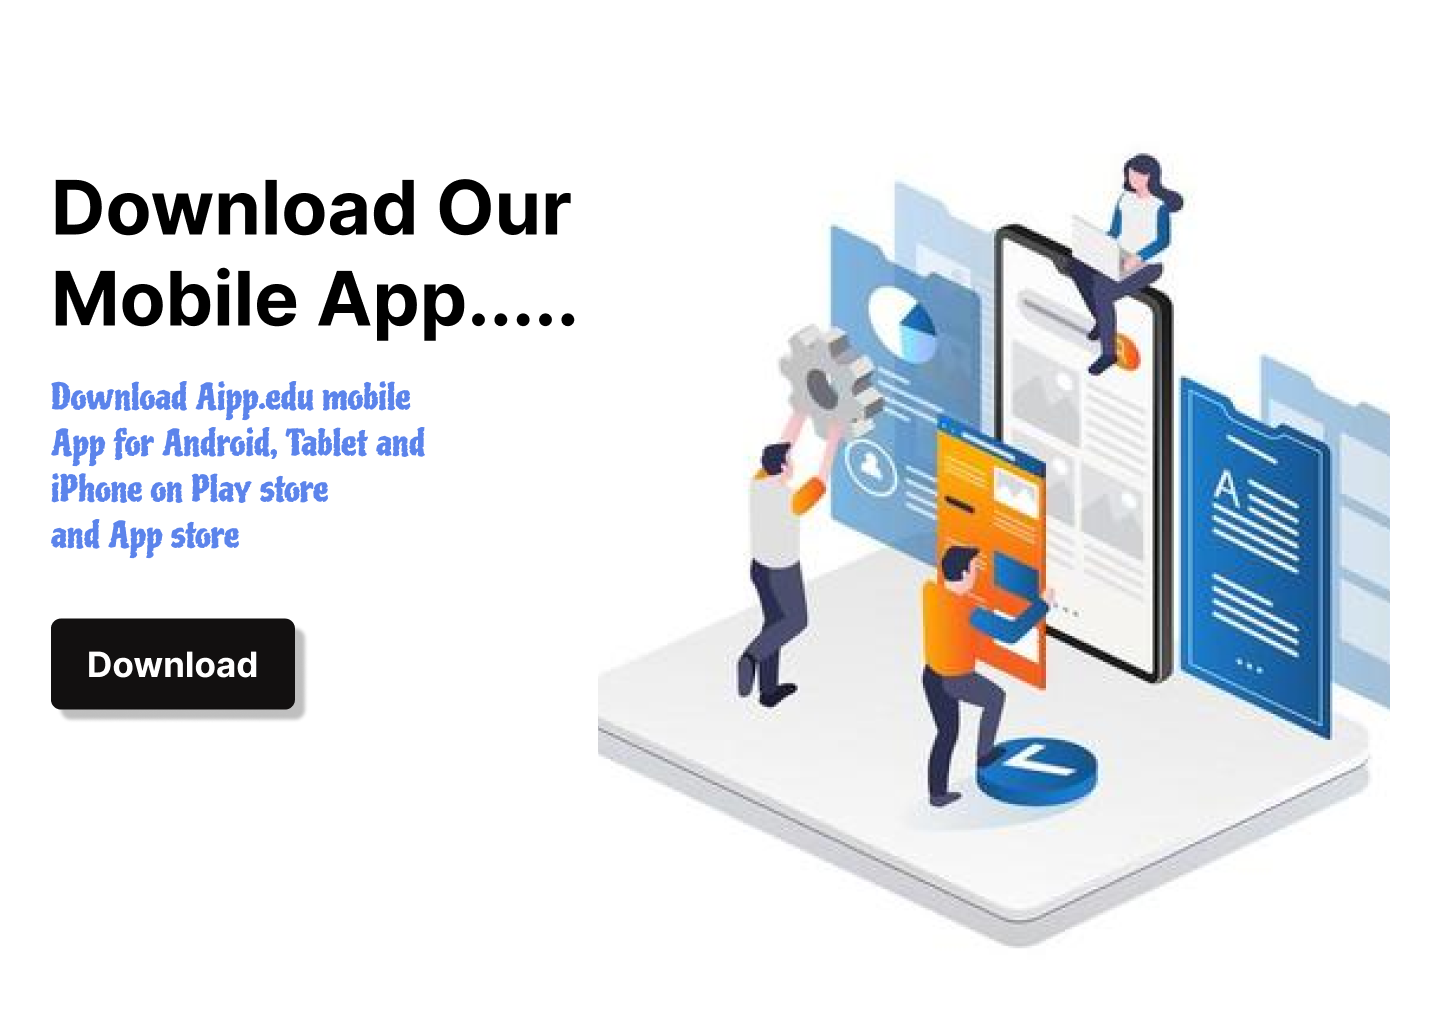 Download Our
Mobile App.....
Download Aipp.edu mobile
App for Android, Tablet and
iPhone on Play store
and App store
Download
A